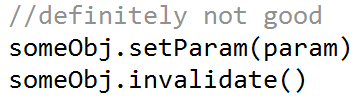 //definitely not good
someObj.setParam(param)
someObj.invalidate()